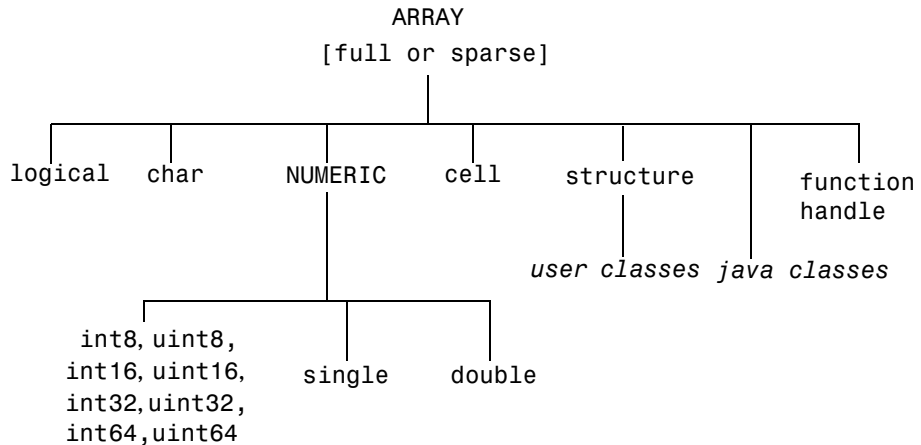 ARRAY
[full or sparse]
logical char NUMERIC cell structure function
handle
user classes java classes
int8, uint8,
int16, uint16,
int32, uint32,
int64, uint64
single double